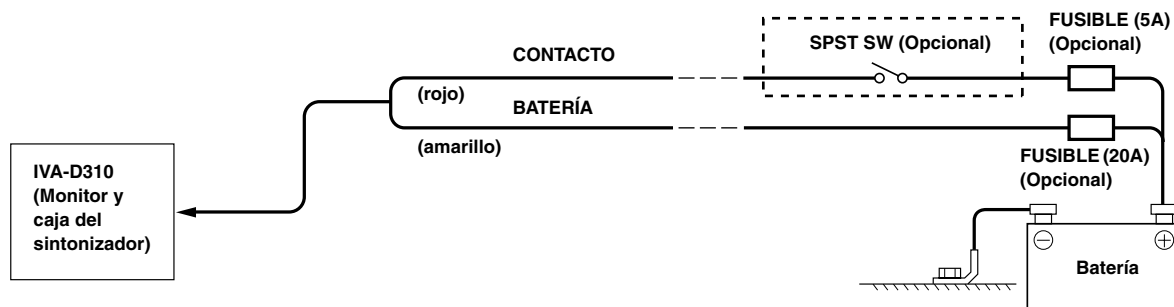 FUSIBLE (5A)
(Opcional)
SPST SW (Opcional)
CONTACTO
(rojo)
BATERÍA
(amarillo)
FUSIBLE (20A)
(Opcional)
IVA-D310
(Monitor y
caja del
sintonizador)
Batería